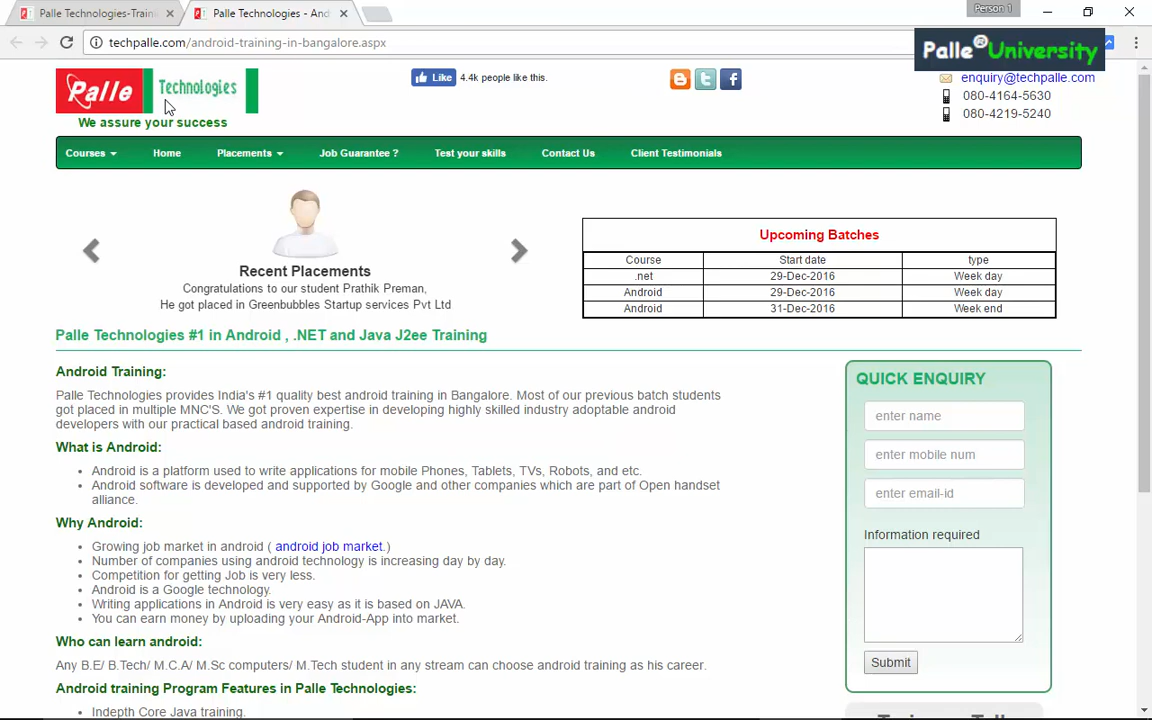 Palle Technologies-Traini
Palle Technologies - And
Person 1
techpalle.com/android-training-in-bangalore.aspx
Palle University
Palle Technologies
We assure your success
Like 4.4k people like this.
enquiry@techpalle.com
080-4164-5630
080-4219-5240
Courses Home Placements Job Guarantee ? Test your skills Contact Us Client Testimonials
Recent Placements
Congratulations to our student Prathik Preman,
He got placed in Greenbubbles Startup services Pvt Ltd
Upcoming Batches
Course Start date type
.net 29-Dec-2016 Week day
Android 29-Dec-2016 Week day
Android 31-Dec-2016 Week end
Palle Technologies #1 in Android , .NET and Java J2ee Training
Android Training:
Palle Technologies provides India's #1 quality best android training in Bangalore. Most of our previous batch students
got placed in multiple MNC'S. We got proven expertise in developing highly skilled industry adoptable android
developers with our practical based android training.
What is Android:
• Android is a platform used to write applications for mobile Phones, Tablets, TVs, Robots, and etc.
• Android software is developed and supported by Google and other companies which are part of Open handset
alliance.
Why Android:
• Growing job market in android ( android job market.)
• Number of companies using android technology is increasing day by day.
• Competition for getting Job is very less.
• Android is a Google technology.
• Writing applications in Android is very easy as it is based on JAVA.
• You can earn money by uploading your Android-App into market.
Who can learn android:
Any B.E/ B.Tech/ M.C.A/ M.Sc computers/ M.Tech student in any stream can choose android training as his career.
Android training Program Features in Palle Technologies:
• Indepth Core Java training.
QUICK ENQUIRY
enter name
enter mobile num
enter email-id
Information required
Submit